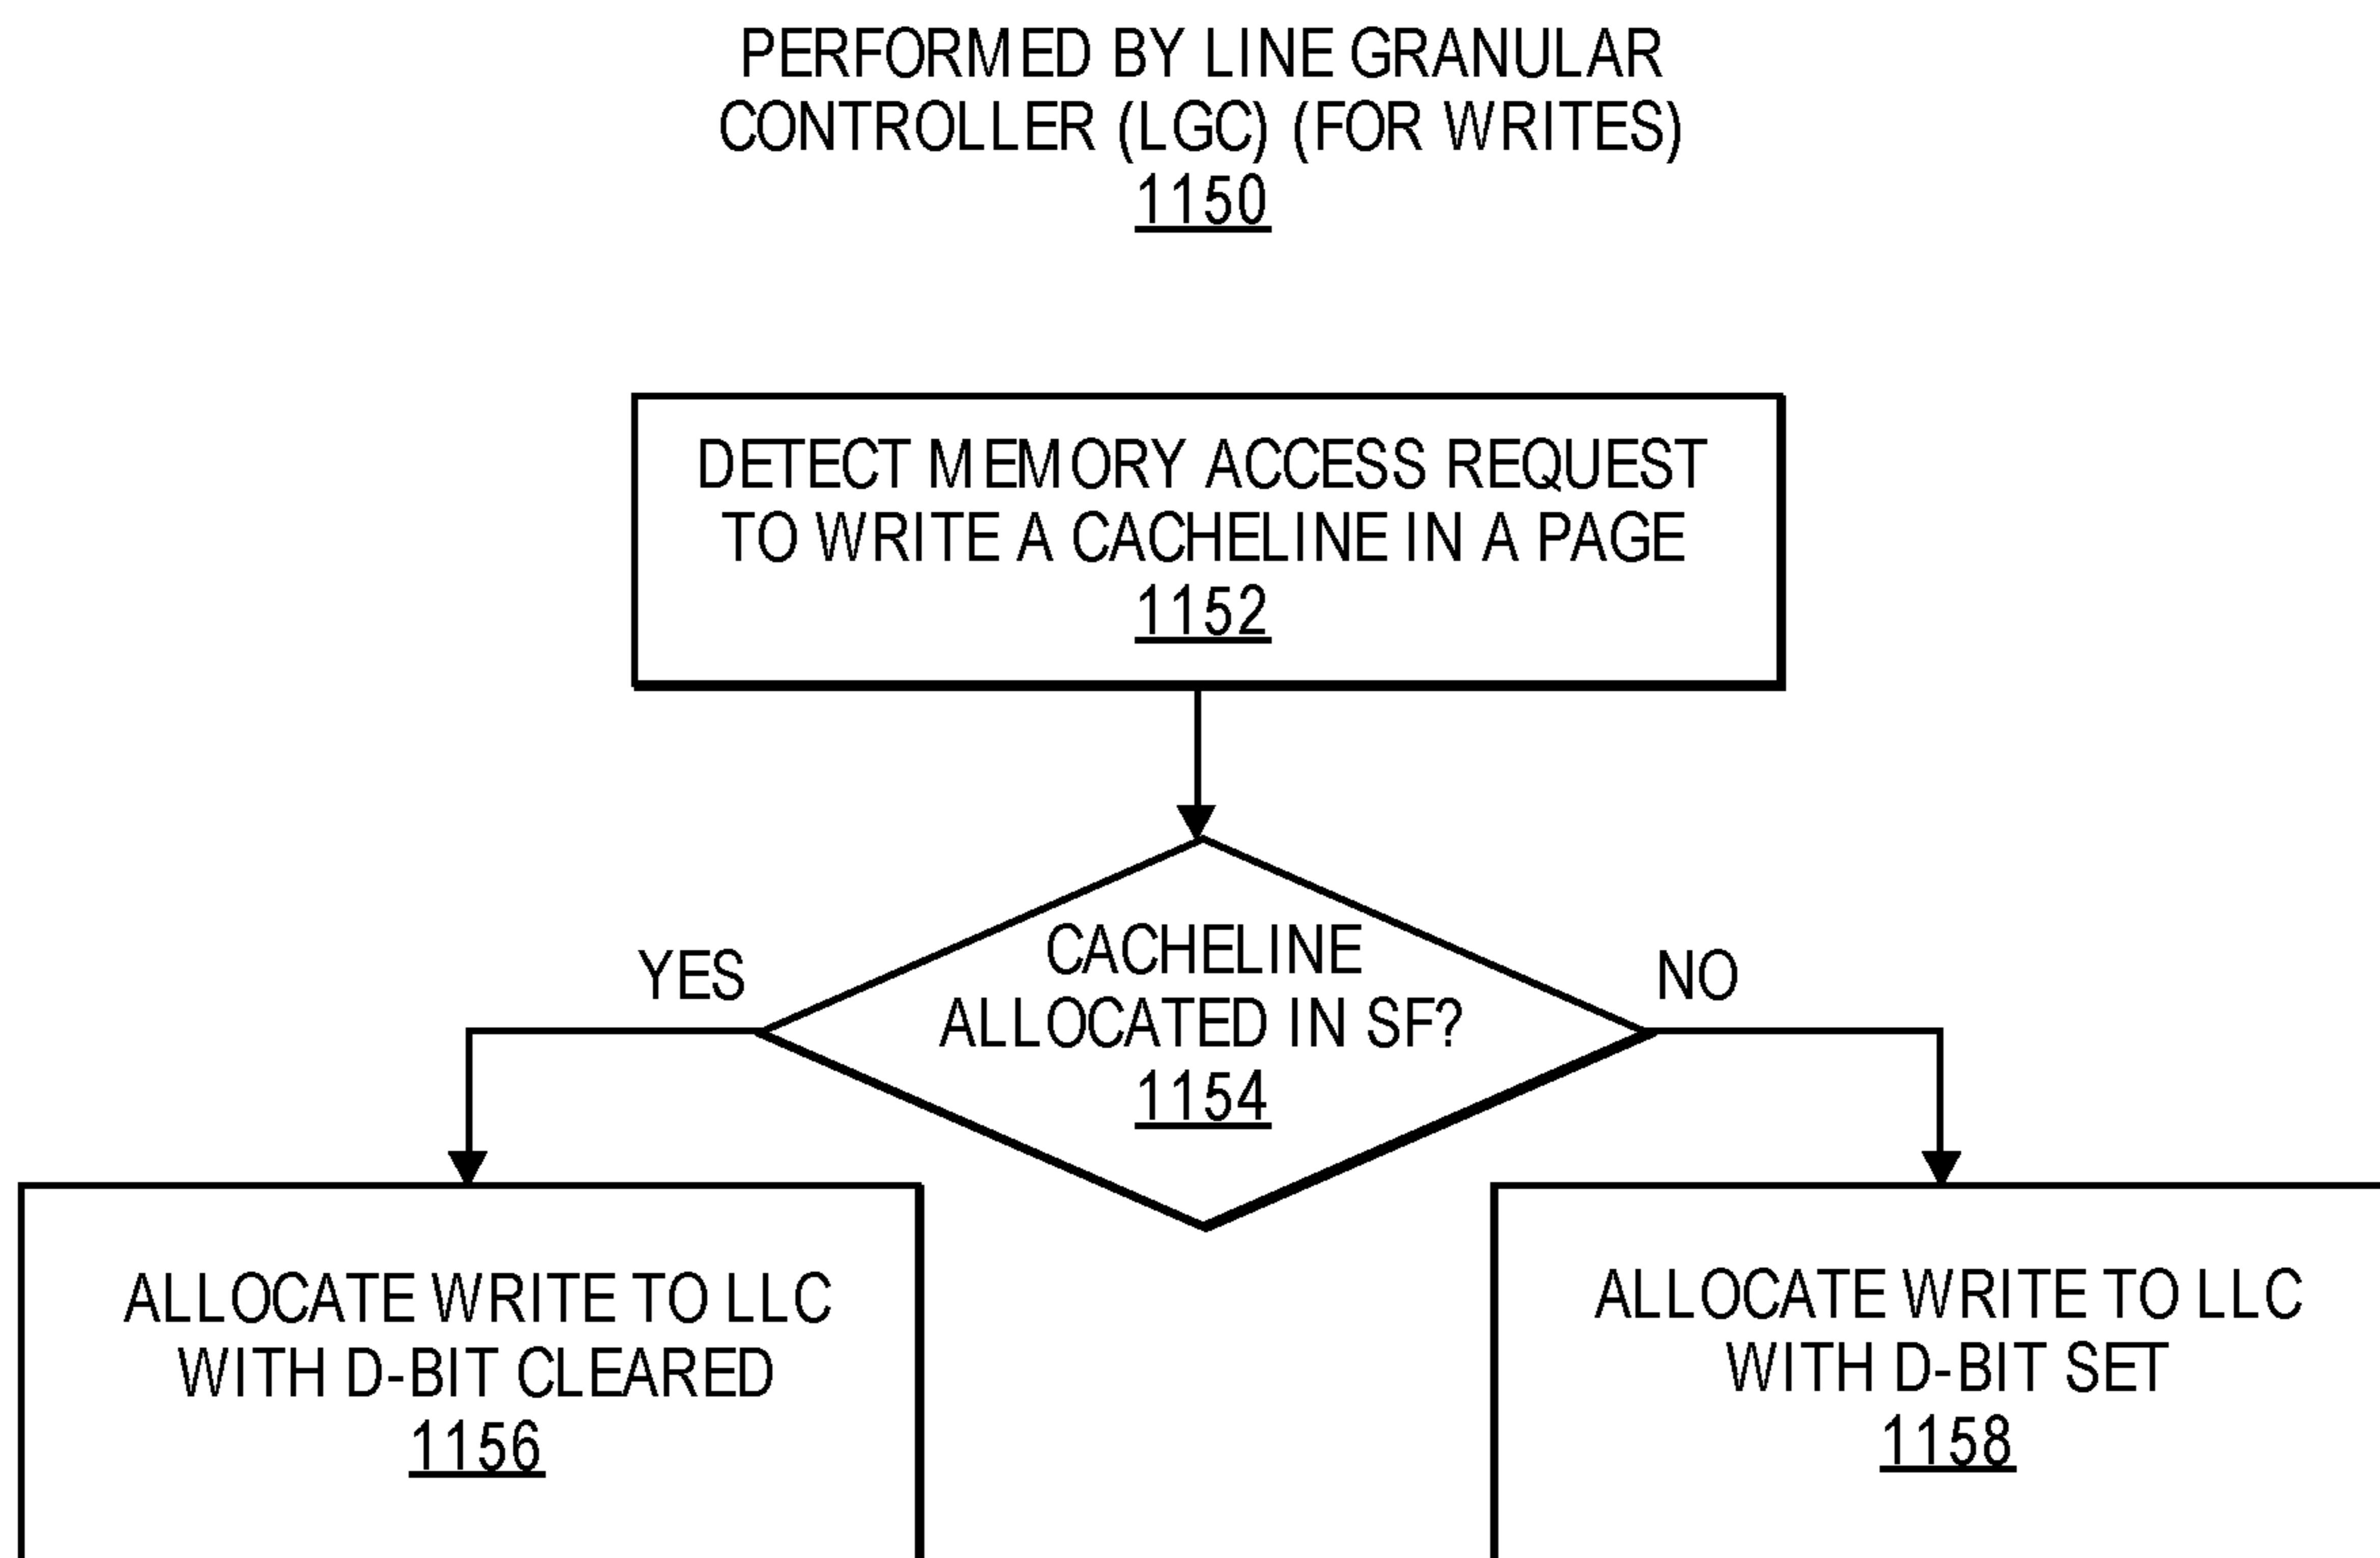 PERFORMED BY LINE GRANULAR
CONTROLLER (LGC) (FOR WRITES)
1150
DETECT MEMORY ACCESS REQUEST
TO WRITE A CACHELINE IN A PAGE
1152
CACHELINE
ALLOCATED IN SF?
1154
YES
NO
ALLOCATE WRITE TO LLC
WITH D-BIT CLEARED
1156
ALLOCATE WRITE TO LLC
WITH D-BIT SET
1158